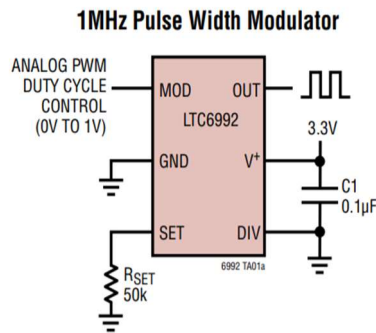 1MHz Pulse Width Modulator
ANALOG PWM
DUTY CYCLE
CONTROL
(0V TO 1V)
MOD
OUT
LTC6992
3.3V
GND
V+
C1
0.1μF
SET
DIV
6992 TA01a
RSET
50k